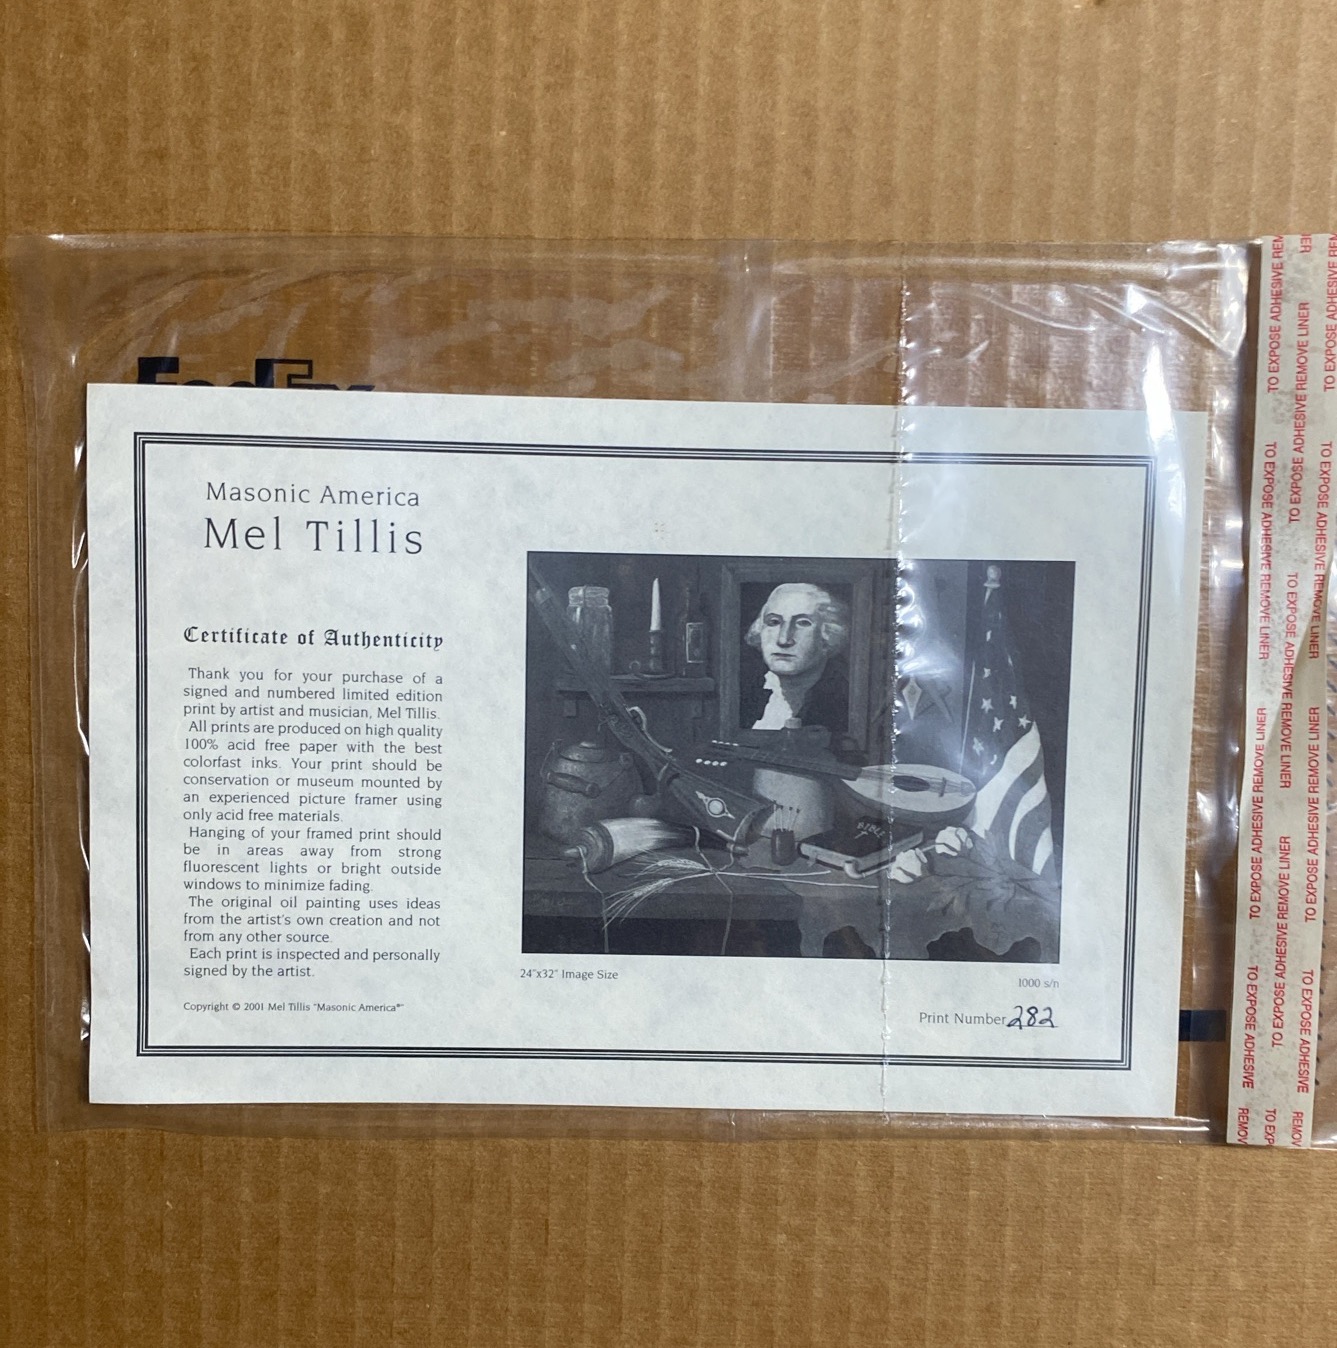 FedEx
Masonic America
Mel Tillis
Certificate of Authenticity
Thank you for your purchase of a
signed and numbered limited edition
print by artist and musician, Mel Tillis.
All prints are produced on high quality
100% acid free paper with the best
colorfast inks. Your print should be
conservation or museum mounted by
an experienced picture framer using
only acid free materials.
Hanging of your framed print should
be in areas away from strong
fluorescent lights or bright outside
windows to minimize fading.
The original oil painting uses ideas
from the artist's own creation and not
from any other source.
Each print is inspected and personally
signed by the artist.
Copyright © 2001 Mel Tillis "Masonic America®"
BIBLE
24"x32" Image Size
1000 s/n
Print Number 282
TO EXPOSE ADHESIVE REMOVE LINER TO EXPOSE ADHESIVE REM
TO EXPOSE ADHESIVE REMOVE LINER TO EXPOSE ADHESIVE REMOVE LINER
TO EXPOSE ADHESIVE REMOVE LINER TO EXPOSE ADHESIVE REMOVE LINER